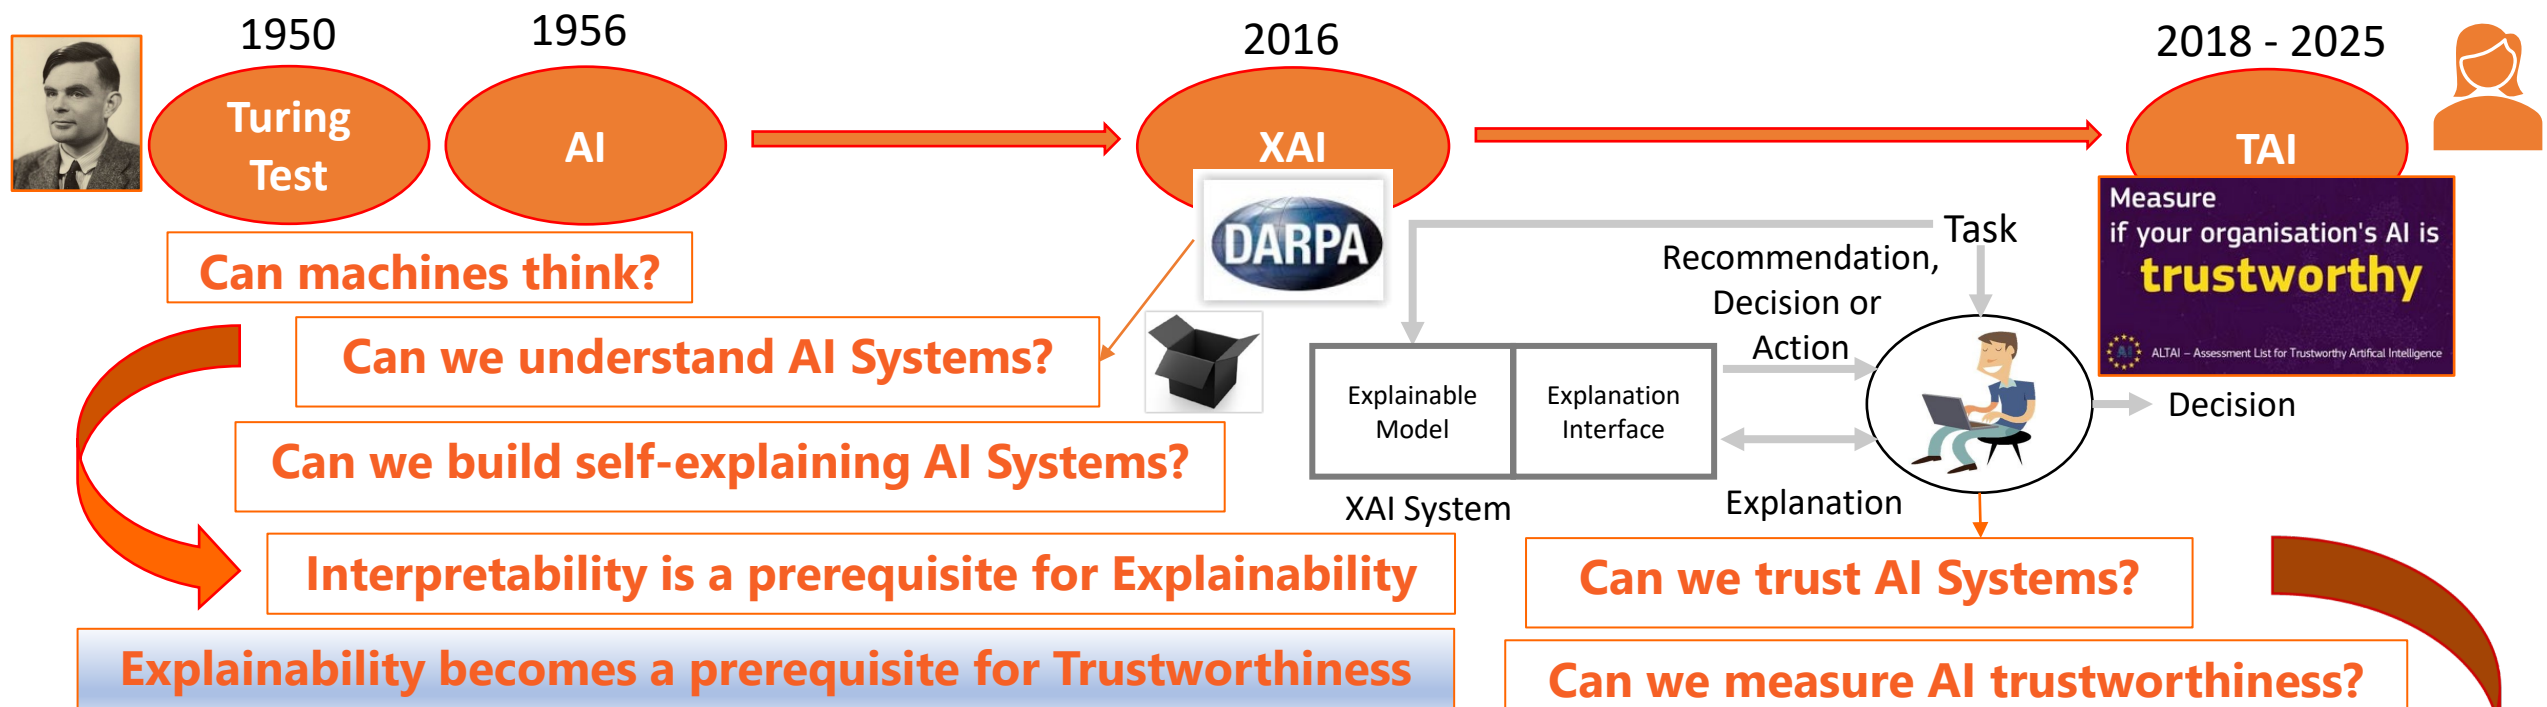 1950
1956
2016
2018 - 2025
Turing
Test
AI
XAI
TAI
DARPA
Measure
if your organisation's AI is
trustworthy
AI
ALTAI – Assessment List for Trustworthy Artifical Intelligence
Can machines think?
Can we understand AI Systems?
Can we build self-explaining AI Systems?
Task
Recommendation,
Decision or
Action
Explainable
Model
Explanation
Interface
Decision
XAI System
Explanation
Interpretability is a prerequisite for Explainability
Can we trust AI Systems?
Explainability becomes a prerequisite for Trustworthiness
Can we measure AI trustworthiness?